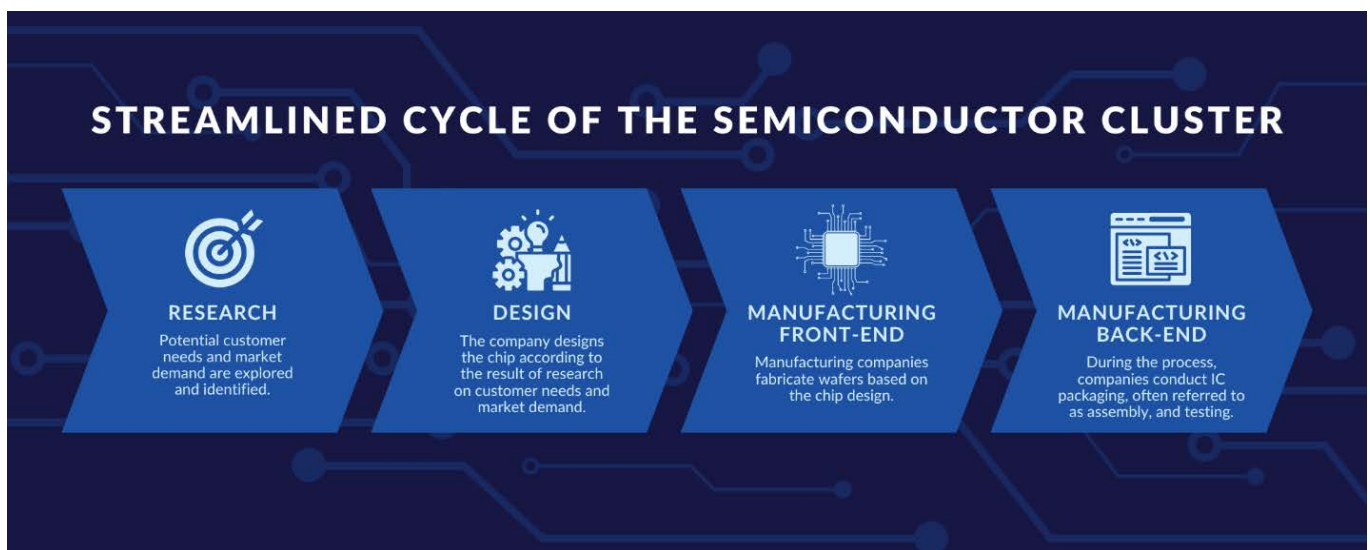 STREAMLINED CYCLE OF THE SEMICONDUCTOR CLUSTER
RESEARCH
Potential customer
needs and market
demand are explored
and identified.
DESIGN
The company designs
the chip according to
the result of research
on customer needs and
market demand.
MANUFACTURING
FRONT-END
Manufacturing companies
fabricate wafers based on
the chip design.
MANUFACTURING
BACK-END
During the process,
companies conduct IC
packaging, often referred to
as assembly, and testing.